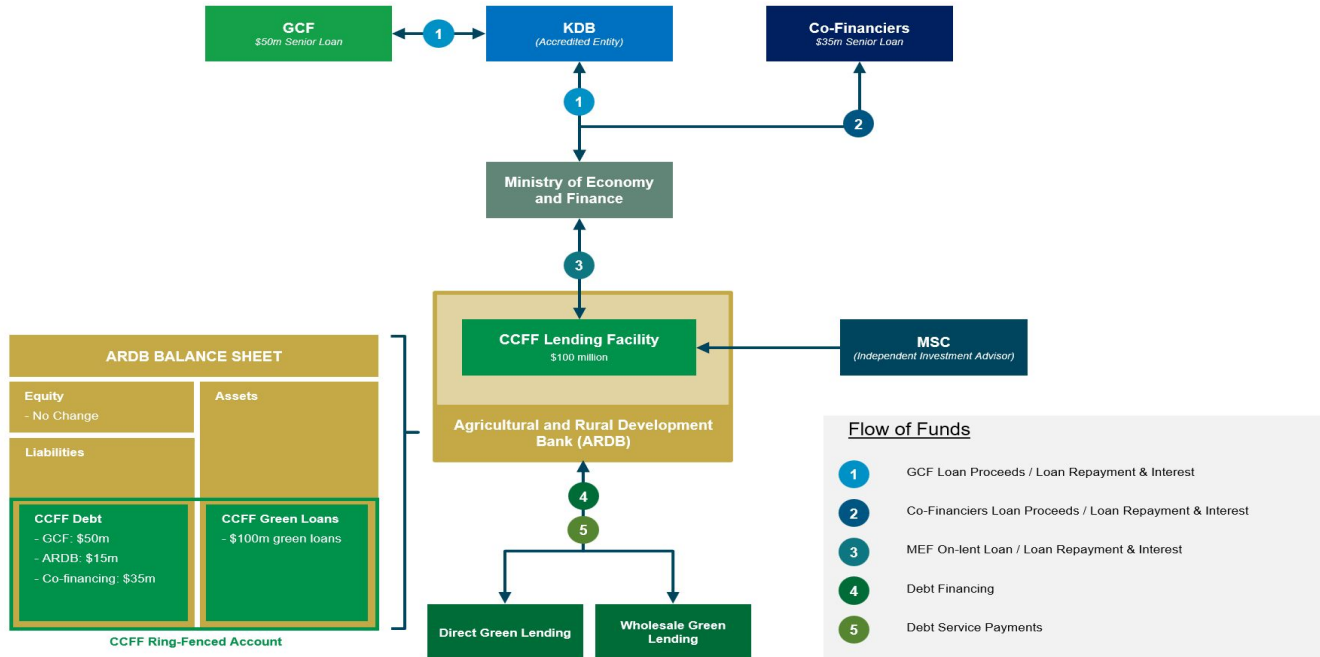 GCF
$50m Senior Loan
1
KDB
(Accredited Entity)
Co-Financiers
$35m Senior Loan
1
2
Ministry of Economy
and Finance
3
CCFF Lending Facility
$100 million
MSC
(Independent Investment Advisor)
Agricultural and Rural Development
Bank (ARDB)
ARDB BALANCE SHEET
Equity
- No Change
Assets
Liabilities
CCFF Debt
- GCF: $50m
- ARDB: $15m
- Co-financing: $35m
CCFF Green Loans
- $100m green loans
CCFF Ring-Fenced Account
4
5
Direct Green Lending
Wholesale Green
Lending
Flow of Funds
1 GCF Loan Proceeds / Loan Repayment & Interest
2 Co-Financiers Loan Proceeds / Loan Repayment & Interest
3 MEF On-lent Loan / Loan Repayment & Interest
4 Debt Financing
5 Debt Service Payments